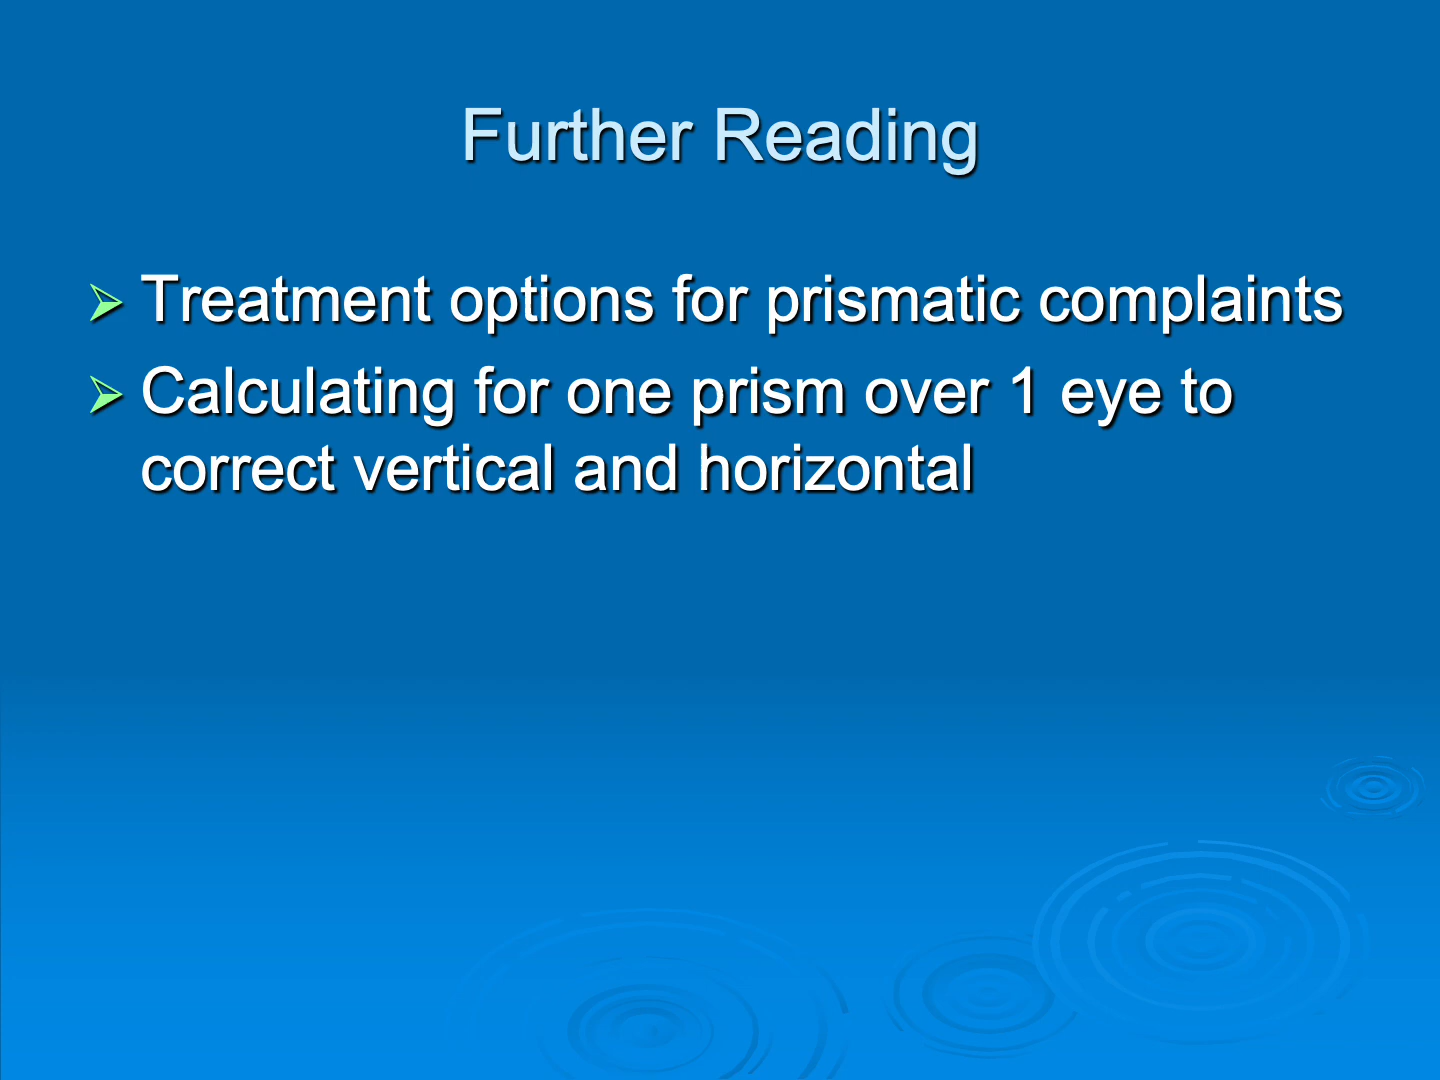 Further Reading
Treatment options for prismatic complaints
Calculating for one prism over 1 eye to
correct vertical and horizontal